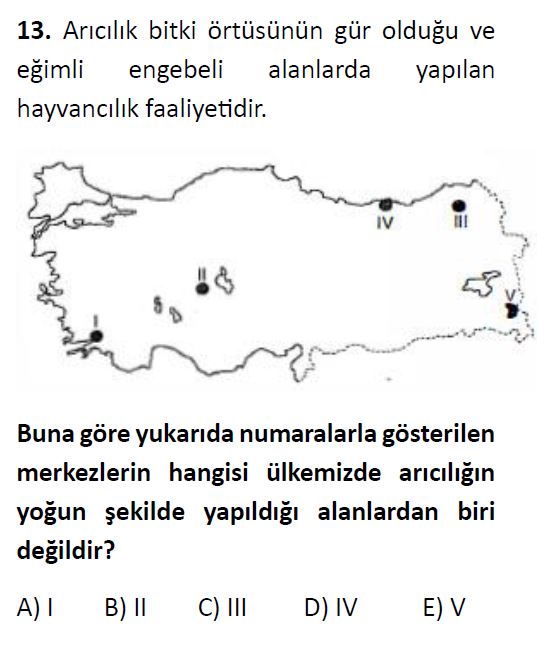 13. Arıcılık bitki örtüsünün gür olduğu ve
eğimli engebeli alanlarda yapılan
hayvancılık faaliyetidir.
IV
III
II
V
I
Buna göre yukarıda numaralarla gösterilen
merkezlerin hangisi ülkemizde arıcılığın
yoğun şekilde yapıldığı alanlardan biri
değildir?
A) I B) II C) III D) IV E) V